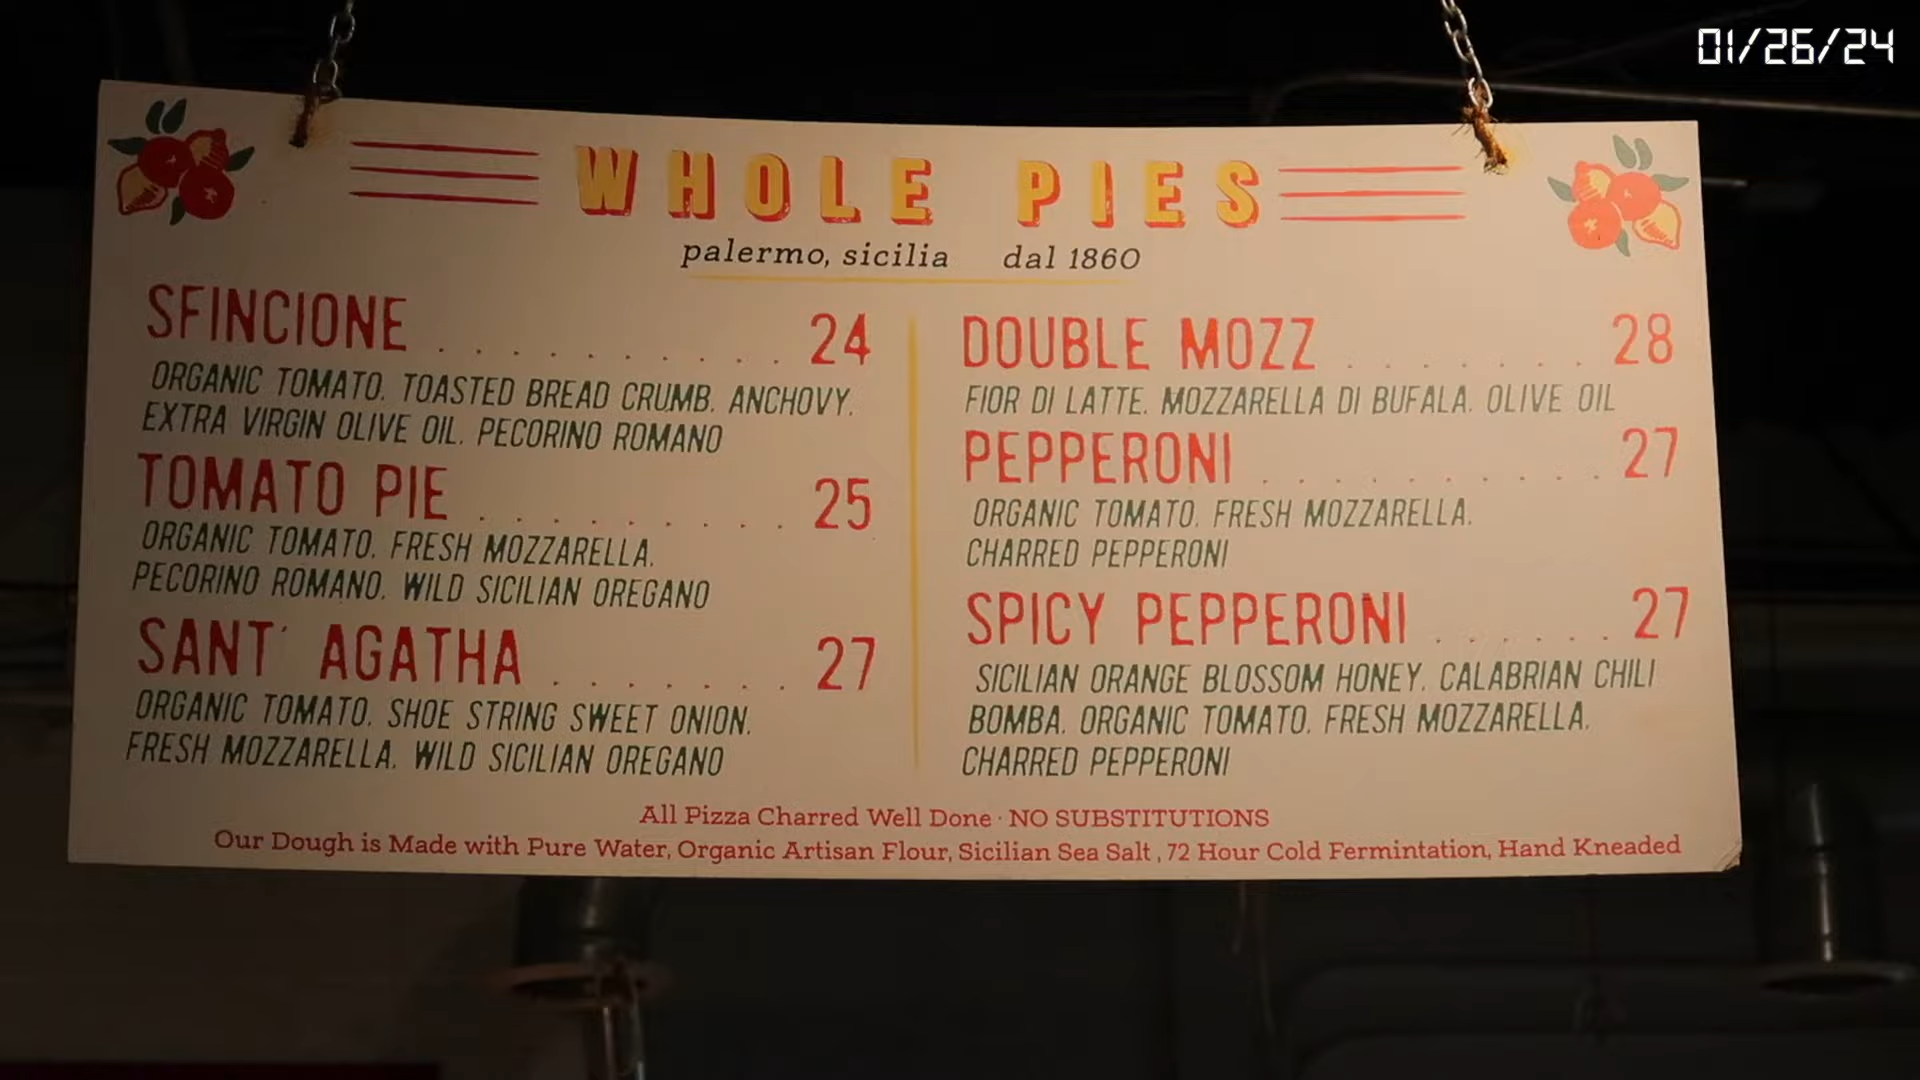 01/26/24
WHOLE PIES
palermo, sicilia dal 1860
SFINCIONE . . . . . . . . . . 24
ORGANIC TOMATO, TOASTED BREAD CRUMB, ANCHOVY,
EXTRA VIRGIN OLIVE OIL, PECORINO ROMANO
TOMATO PIE . . . . . . . . . 25
ORGANIC TOMATO, FRESH MOZZARELLA,
PECORINO ROMANO, WILD SICILIAN OREGANO
SANT' AGATHA . . . . . . . 27
ORGANIC TOMATO, SHOE STRING SWEET ONION,
FRESH MOZZARELLA, WILD SICILIAN OREGANO
DOUBLE MOZZ . . . . . . . 28
FIOR DI LATTE, MOZZARELLA DI BUFALA, OLIVE OIL
PEPPERONI . . . . . . . . . . 27
ORGANIC TOMATO, FRESH MOZZARELLA,
CHARRED PEPPERONI
SPICY PEPPERONI . . . . . . 27
SICILIAN ORANGE BLOSSOM HONEY, CALABRIAN CHILI
BOMBA, ORGANIC TOMATO, FRESH MOZZARELLA,
CHARRED PEPPERONI
All Pizza Charred Well Done · NO SUBSTITUTIONS
Our Dough is Made with Pure Water, Organic Artisan Flour, Sicilian Sea Salt , 72 Hour Cold Fermintation, Hand Kneaded